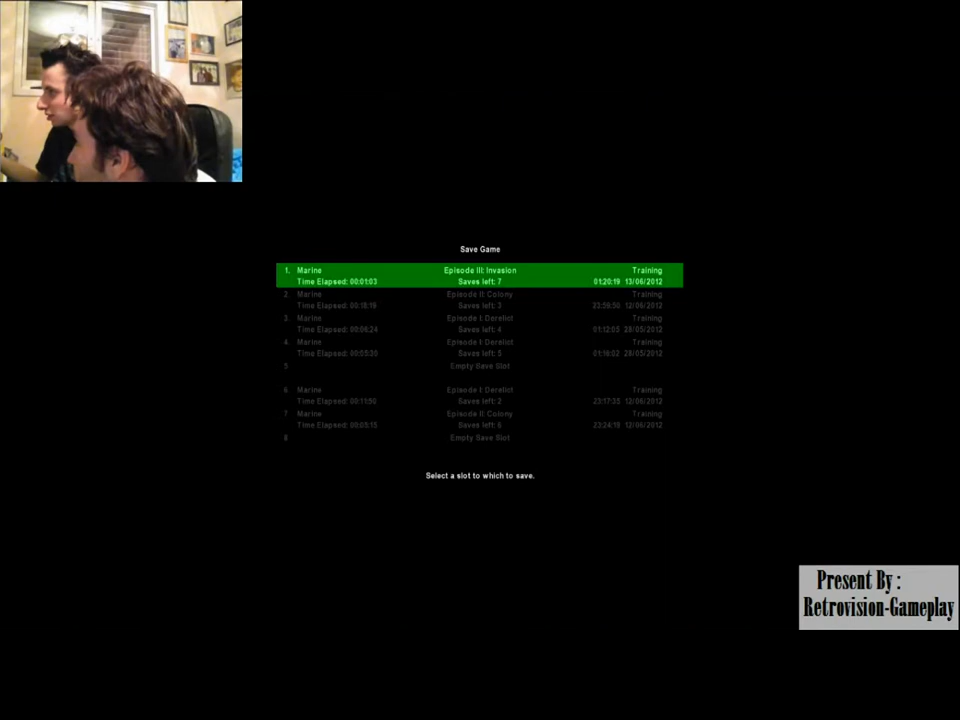 Save Game
1. Marine Episode III: Invasion Training
Time Elapsed: 00:01:03 Saves left: 7 01:20:19 13/06/2012
2. Marine Episode II: Colony Training
Time Elapsed: 00:18:19 Saves left: 3 23:59:50 12/06/2012
3. Marine Episode I: Derelict Training
Time Elapsed: 00:06:24 Saves left: 4 01:12:05 28/05/2012
4. Marine Episode I: Derelict Training
Time Elapsed: 00:05:35 Saves left: 5 01:16:02 28/05/2012
5 Empty Save Slot
6. Marine Episode I: Derelict Training
Time Elapsed: 00:11:50 Saves left: 2 23:17:35 12/06/2012
7 Marine Episode II: Colony Training
Time Elapsed: 00:05:15 Saves left: 6 23:24:19 12/06/2012
8 Empty Save Slot
Select a slot to which to save.
Present By :
Retrovision-Gameplay